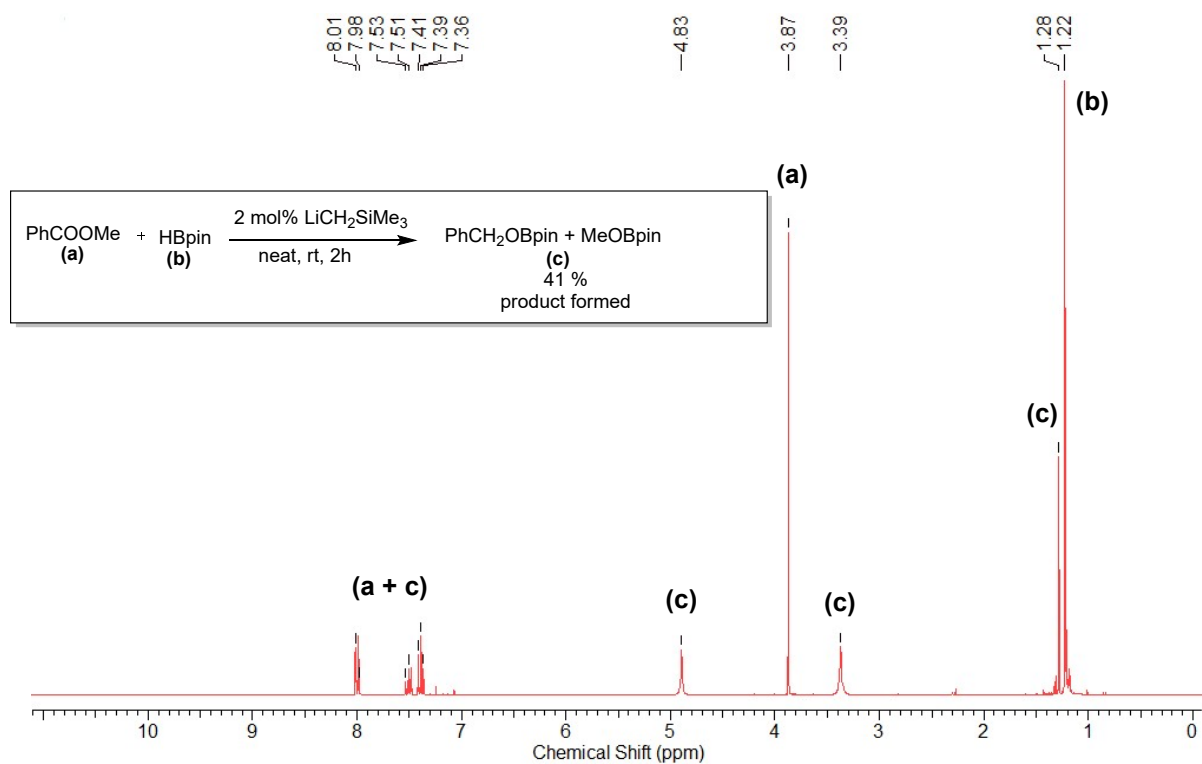 8.01
7.98
7.53
7.51
7.41
7.39
7.36
4.83
3.87
3.39
1.28
1.22
(b)
(a)
PhCOOMe + HBpin 2 mol% LiCH2SiMe3 PhCH2OBpin + MeOBpin
(a) (b) neat, rt, 2h (c)
41 %
product formed
(c)
(a + c)
(c)
(c)
10 9 8 7 6 5 4 3 2 1 0
Chemical Shift (ppm)